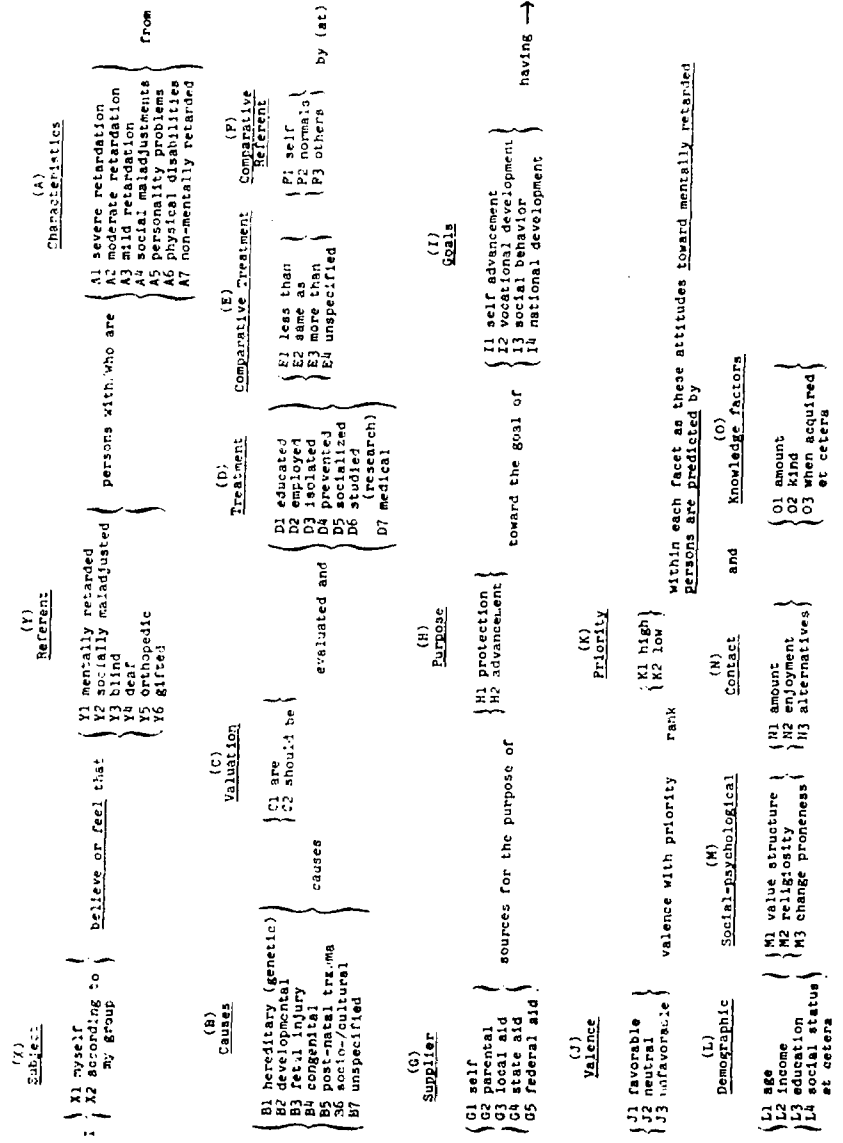 (X)
Subject
I
X1 myself
X2 according to
my group
believe or feel that
(Y)
Referent
Y1 mentally retarded
Y2 socially maladjusted
Y3 blind
Y4 deaf
Y5 orthopedic
Y6 gifted
persons with/who are
(A)
Characteristics
A1 severe retardation
A2 moderate retardation
A3 mild retardation
A4 social maladjustments
A5 personality problems
A6 physical disabilities
A7 non-mentally retarded
from
(B)
Causes
B1 hereditary (genetic)
B2 developmental
B3 fetal injury
B4 congenital
B5 post-natal trauma
B6 socio-/cultural
B7 unspecified
causes
(C)
Valuation
C1 are
C2 should be
evaluated and
(D)
Treatment
D1 educated
D2 employed
D3 isolated
D4 prevented
D5 socialized
D6 studied
(research)
D7 medical
(E)
Comparative Treatment
E1 less than
E2 same as
E3 more than
E4 unspecified
(F)
Comparative
Referent
F1 self
F2 normals
F3 others
by (at)
(G)
Supplier
G1 self
G2 parental
G3 local aid
G4 state aid
G5 federal aid
sources for the purpose of
(H)
Purpose
H1 protection
H2 advancement
toward the goal of
(I)
Goals
I1 self advancement
I2 vocational development
I3 social behavior
I4 national development
having →
(J)
Valence
J1 favorable
J2 neutral
J3 unfavorable
valence with priority
rank
(K)
Priority
K1 high
K2 low
within each facet as these attitudes toward mentally retarded
persons are predicted by
(L)
Demographic
L1 age
L2 income
L3 education
L4 social status
et cetera
(M)
Social-psychological
M1 value structure
M2 religiosity
M3 change proneness
(N)
Contact
N1 amount
N2 enjoyment
N3 alternatives
and
(O)
Knowledge factors
O1 amount
O2 kind
O3 when acquired
et cetera